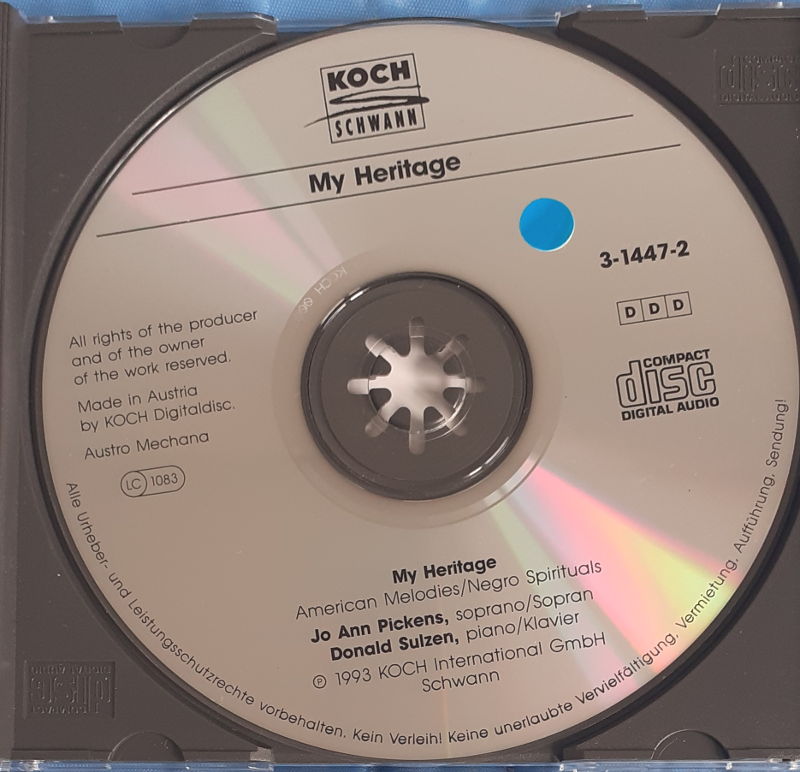 KOCH
SCHWANN
My Heritage
3-1447-2
D D D
COMPACT
disc
DIGITAL AUDIO
All rights of the producer
and of the owner
of the work reserved.
Made in Austria
by KOCH Digitaldisc.
Austro Mechana
LC 1083
My Heritage
American Melodies/Negro Spirituals
Jo Ann Pickens, soprano/Sopran
Donald Sulzen, piano/Klavier
℗ 1993 KOCH International GmbH
Schwann
Alle Urheber- und Leistungsschutzrechte vorbehalten. Kein Verleih! Keine unerlaubte Vervielfältigung, Vermietung, Aufführung, Sendung!
KOCH